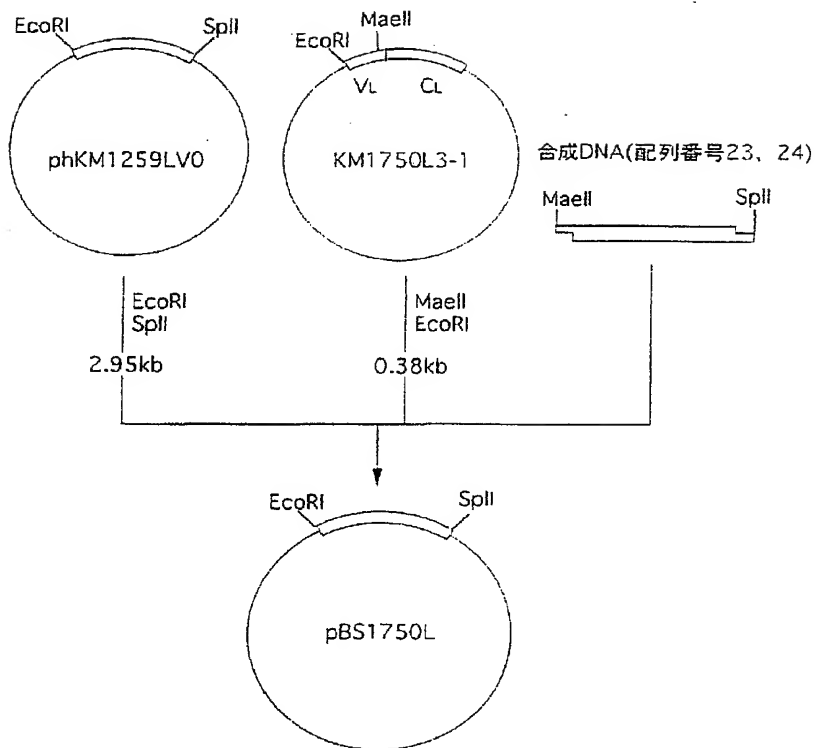 EcoRI
SplI
phKM1259LV0
MaeII
EcoRI
VL
CL
KM1750L3-1
合成DNA(配列番号23、24)
MaeII
SplI
EcoRI
SplI
2.95kb
MaeII
EcoRI
0.38kb
EcoRI
SplI
pBS1750L